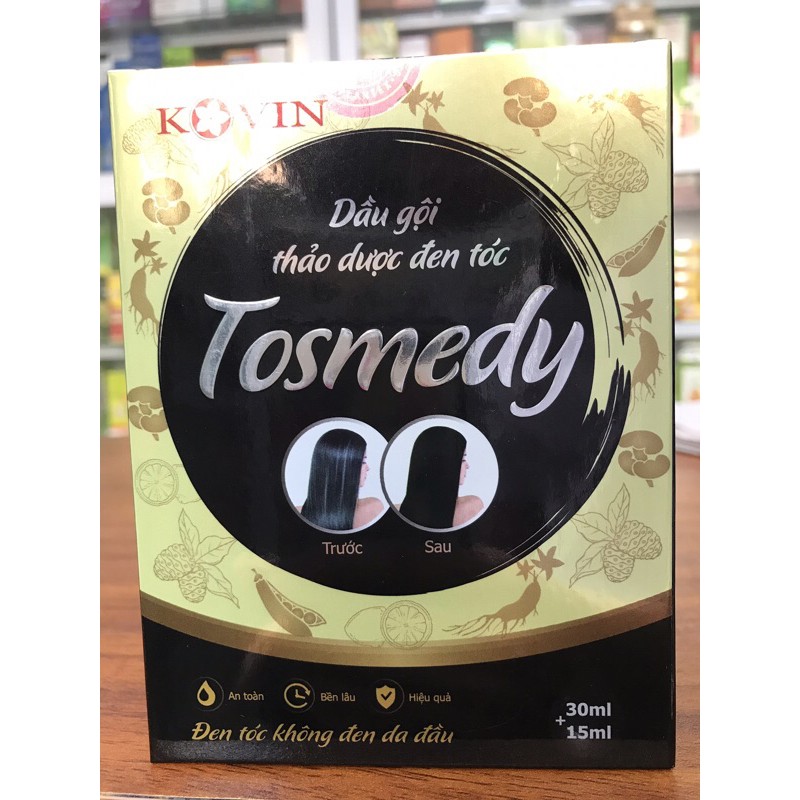 KOVIN
Dầu gội
thảo dược đen tóc
Tosmedy
Trước
Sau
An toàn
Bền lâu
Hiệu quả
Đen tóc không đen da đầu
30ml
+
15ml